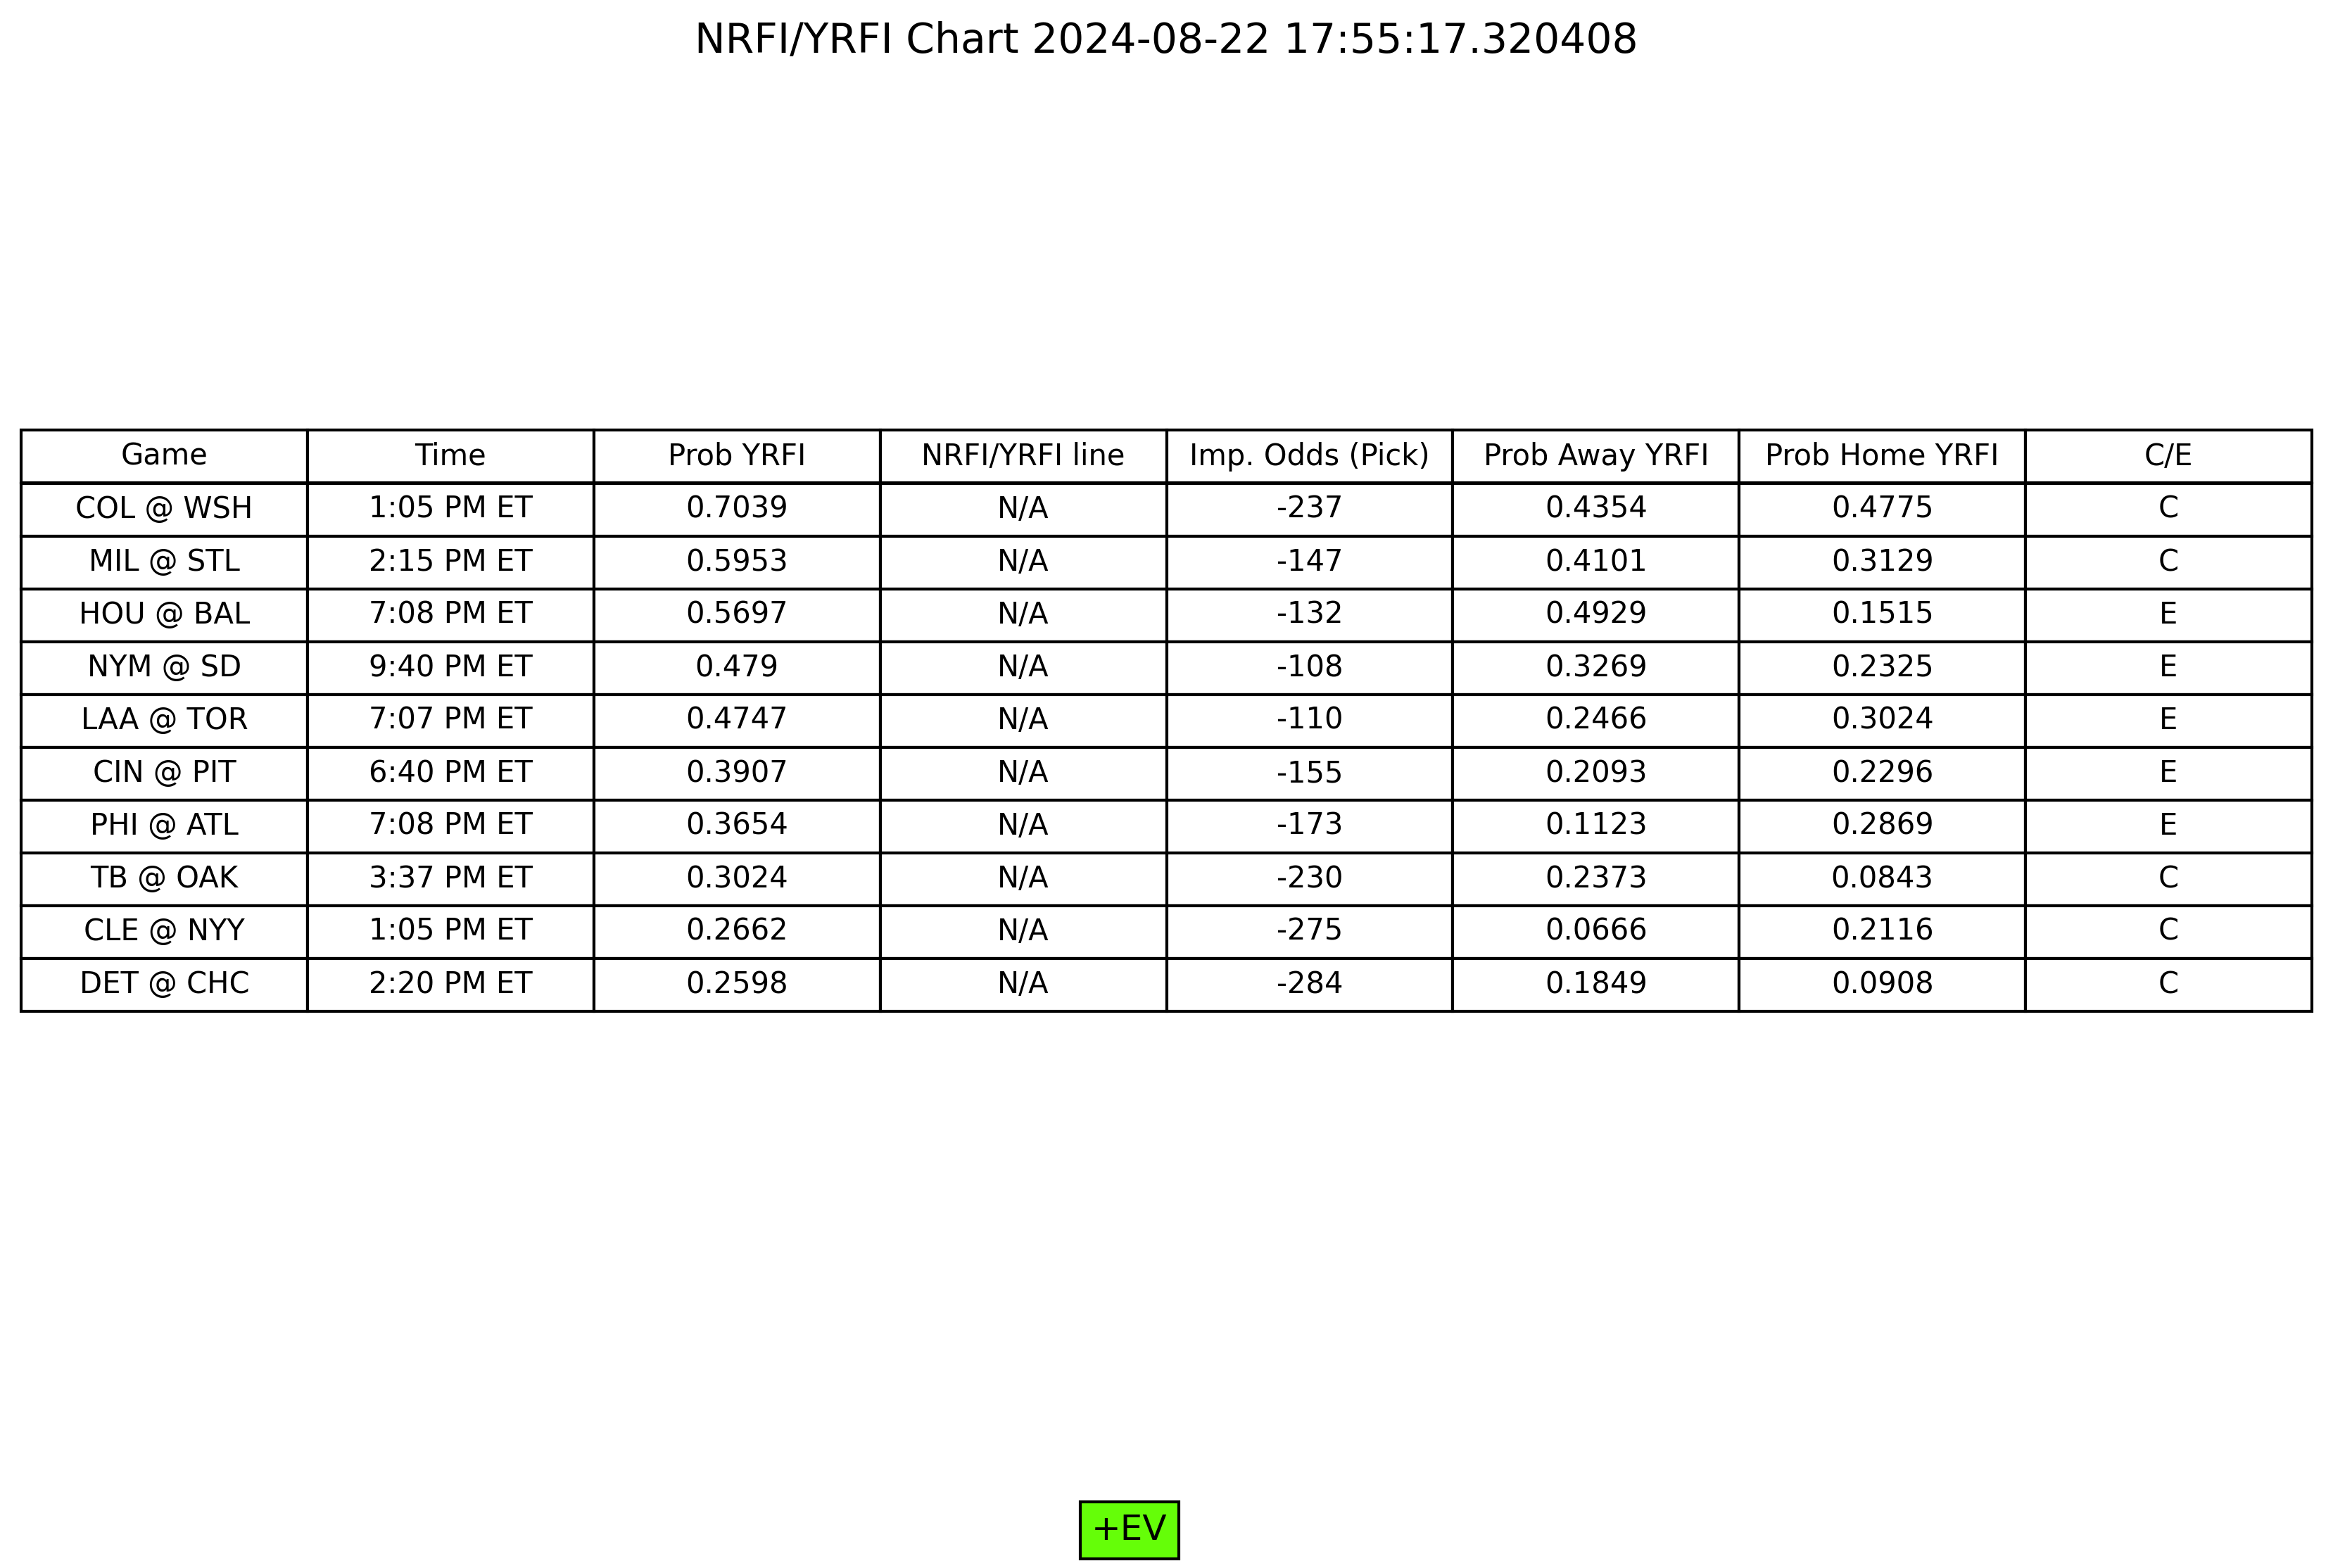 NRFI/YRFI Chart 2024-08-22 17:55:17.320408
Game Time Prob YRFI NRFI/YRFI line Imp. Odds (Pick) Prob Away YRFI Prob Home YRFI C/E
COL @ WSH 1:05 PM ET 0.7039 N/A -237 0.4354 0.4775 C
MIL @ STL 2:15 PM ET 0.5953 N/A -147 0.4101 0.3129 C
HOU @ BAL 7:08 PM ET 0.5697 N/A -132 0.4929 0.1515 E
NYM @ SD 9:40 PM ET 0.479 N/A -108 0.3269 0.2325 E
LAA @ TOR 7:07 PM ET 0.4747 N/A -110 0.2466 0.3024 E
CIN @ PIT 6:40 PM ET 0.3907 N/A -155 0.2093 0.2296 E
PHI @ ATL 7:08 PM ET 0.3654 N/A -173 0.1123 0.2869 E
TB @ OAK 3:37 PM ET 0.3024 N/A -230 0.2373 0.0843 C
CLE @ NYY 1:05 PM ET 0.2662 N/A -275 0.0666 0.2116 C
DET @ CHC 2:20 PM ET 0.2598 N/A -284 0.1849 0.0908 C
+EV